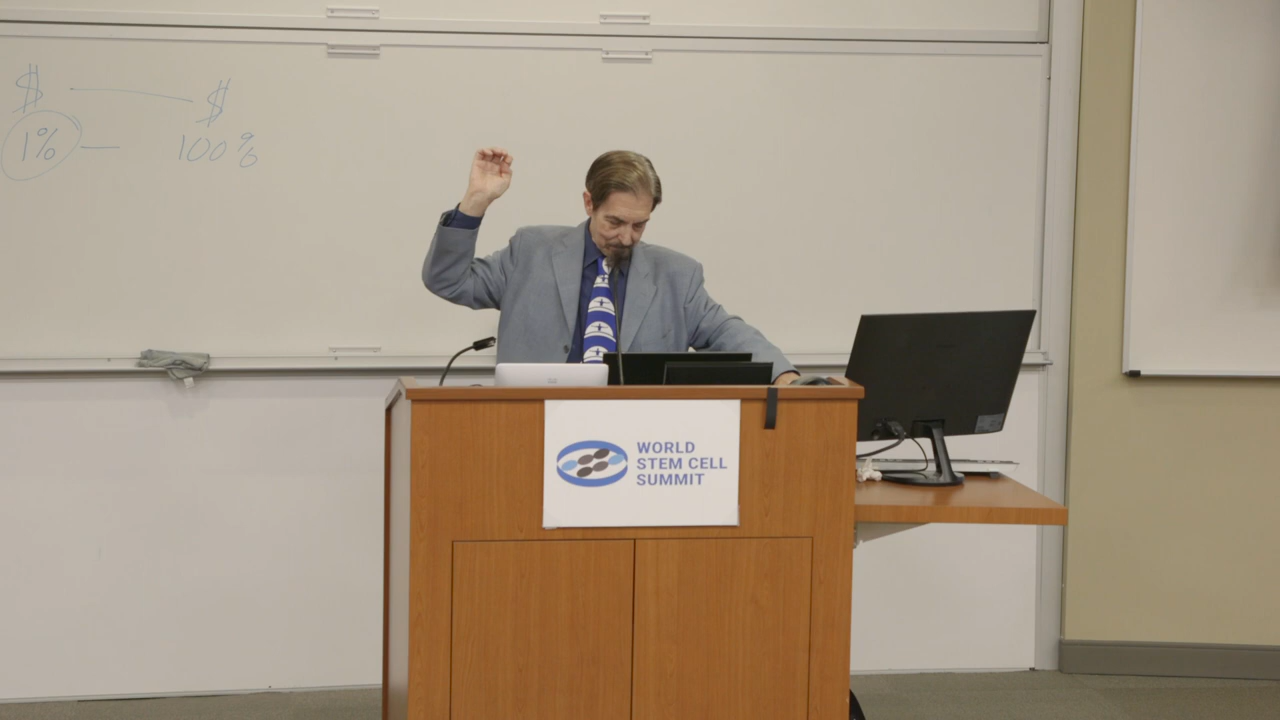 $ — $
1% — 100%
WORLD
STEM CELL
SUMMIT